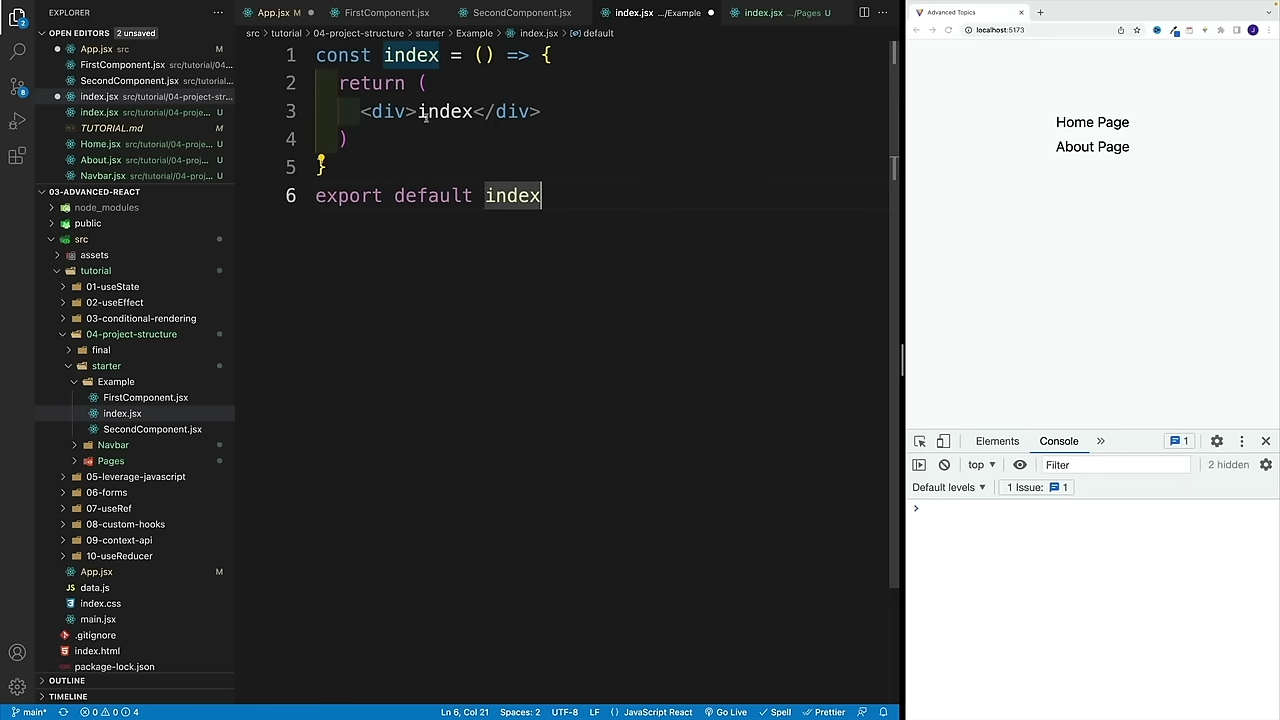 EXPLORER
OPEN EDITORS 2 unsaved
App.jsx src M
FirstComponent.jsx src/tutorial/04...
SecondComponent.jsx src/tutorial...
index.jsx src/tutorial/04-project-str...
index.jsx src/tutorial/04-proje... U
TUTORIAL.md
Home.jsx src/tutorial/04-proje... U
About.jsx src/tutorial/04-proj... U
Navbar.jsx src/tutorial/04-proj... U
03-ADVANCED-REACT
node_modules
public
src
assets
tutorial
01-useState
02-useEffect
03-conditional-rendering
04-project-structure
final
starter
Example
FirstComponent.jsx
index.jsx
SecondComponent.jsx
Navbar
Pages
05-leverage-javascript
06-forms
07-useRef
08-custom-hooks
09-context-api
10-useReducer
App.jsx M
data.js
index.css
main.jsx
.gitignore
index.html
package-lock.json
OUTLINE
TIMELINE
App.jsx M FirstComponent.jsx SecondComponent.jsx index.jsx .../Example index.jsx .../Pages U
src > tutorial > 04-project-structure > starter > Example > index.jsx > default
1 const index = () => {
2 return (
3 <div>index</div>
4 )
5 }
6 export default index
main* 0 0 4 Ln 6, Col 21 Spaces: 2 UTF-8 LF { } JavaScript React Go Live Spell Prettier
Advanced Topics
localhost:5173
Home Page
About Page
Elements Console 1
top Filter 2 hidden
Default levels 1 Issue: 1